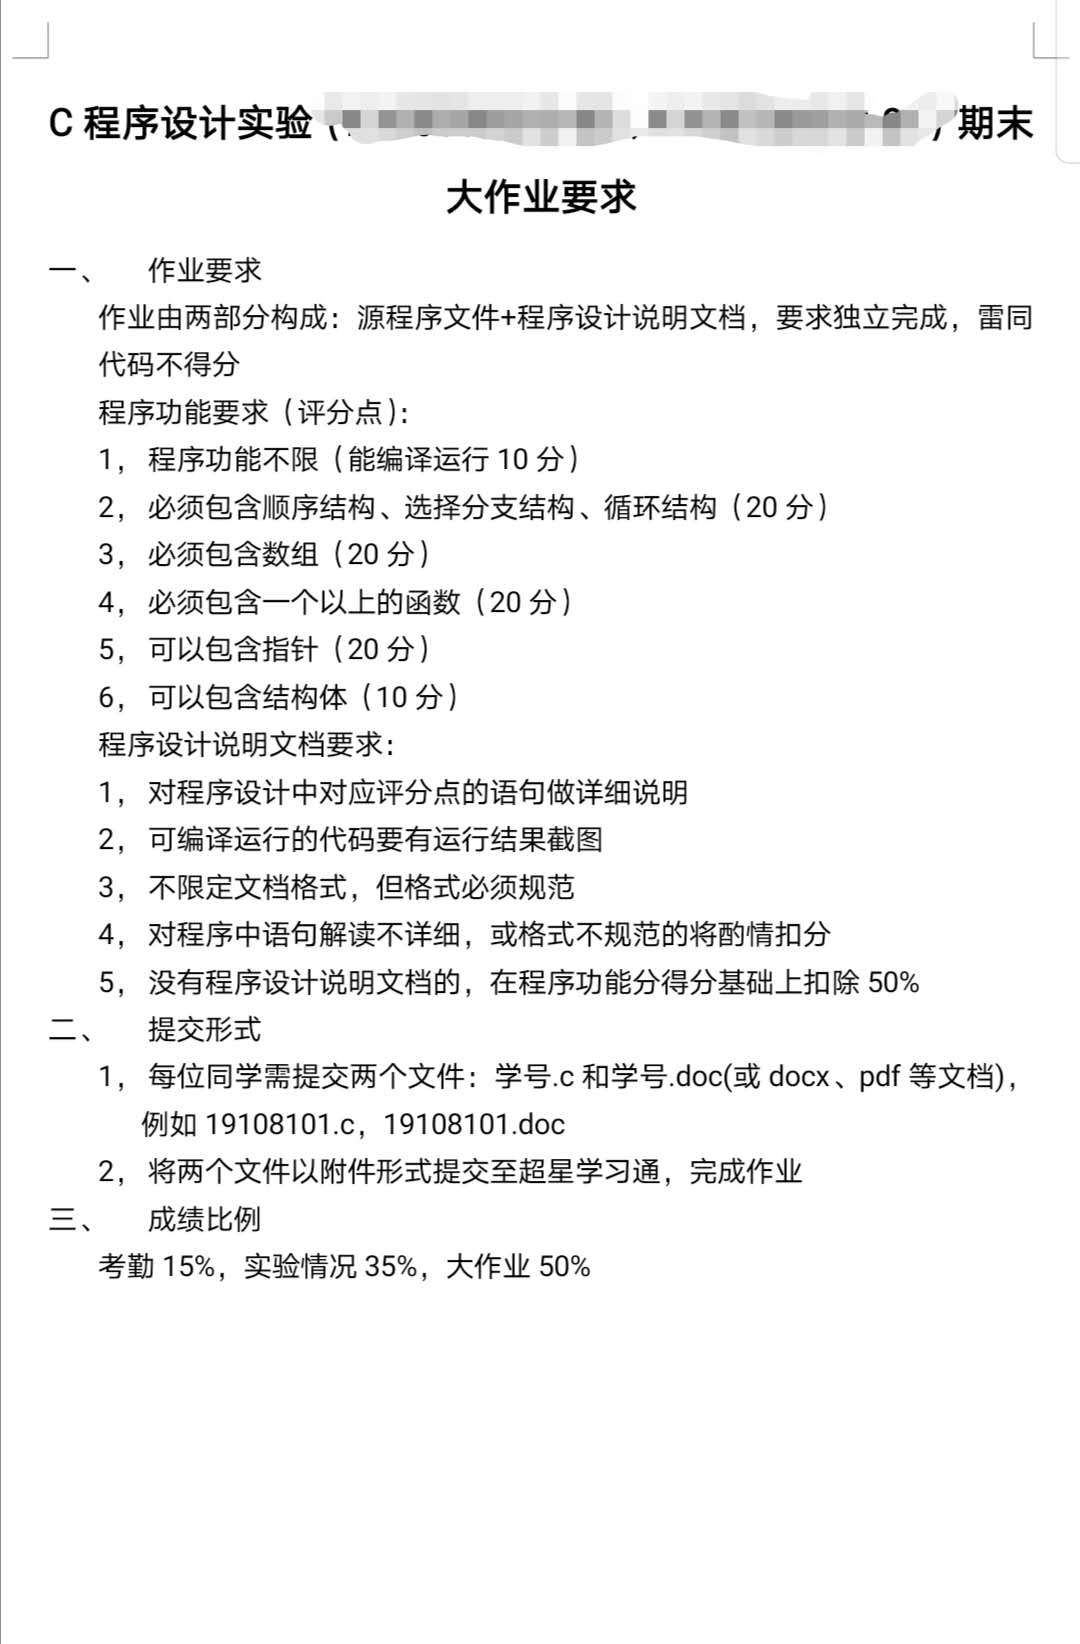 C 程序设计实验 ( ) 期末
大作业要求
一、 作业要求
作业由两部分构成：源程序文件+程序设计说明文档，要求独立完成，雷同
代码不得分
程序功能要求（评分点）：
1， 程序功能不限（能编译运行 10 分）
2， 必须包含顺序结构、选择分支结构、循环结构（20 分）
3， 必须包含数组（20 分）
4， 必须包含一个以上的函数（20 分）
5， 可以包含指针（20 分）
6， 可以包含结构体（10 分）
程序设计说明文档要求：
1， 对程序设计中对应评分点的语句做详细说明
2， 可编译运行的代码要有运行结果截图
3， 不限定文档格式，但格式必须规范
4， 对程序中语句解读不详细，或格式不规范的将酌情扣分
5， 没有程序设计说明文档的，在程序功能分得分基础上扣除 50%
二、 提交形式
1， 每位同学需提交两个文件：学号.c 和学号.doc(或 docx、pdf 等文档)，
例如 19108101.c，19108101.doc
2， 将两个文件以附件形式提交至超星学习通，完成作业
三、 成绩比例
考勤 15%，实验情况 35%，大作业 50%